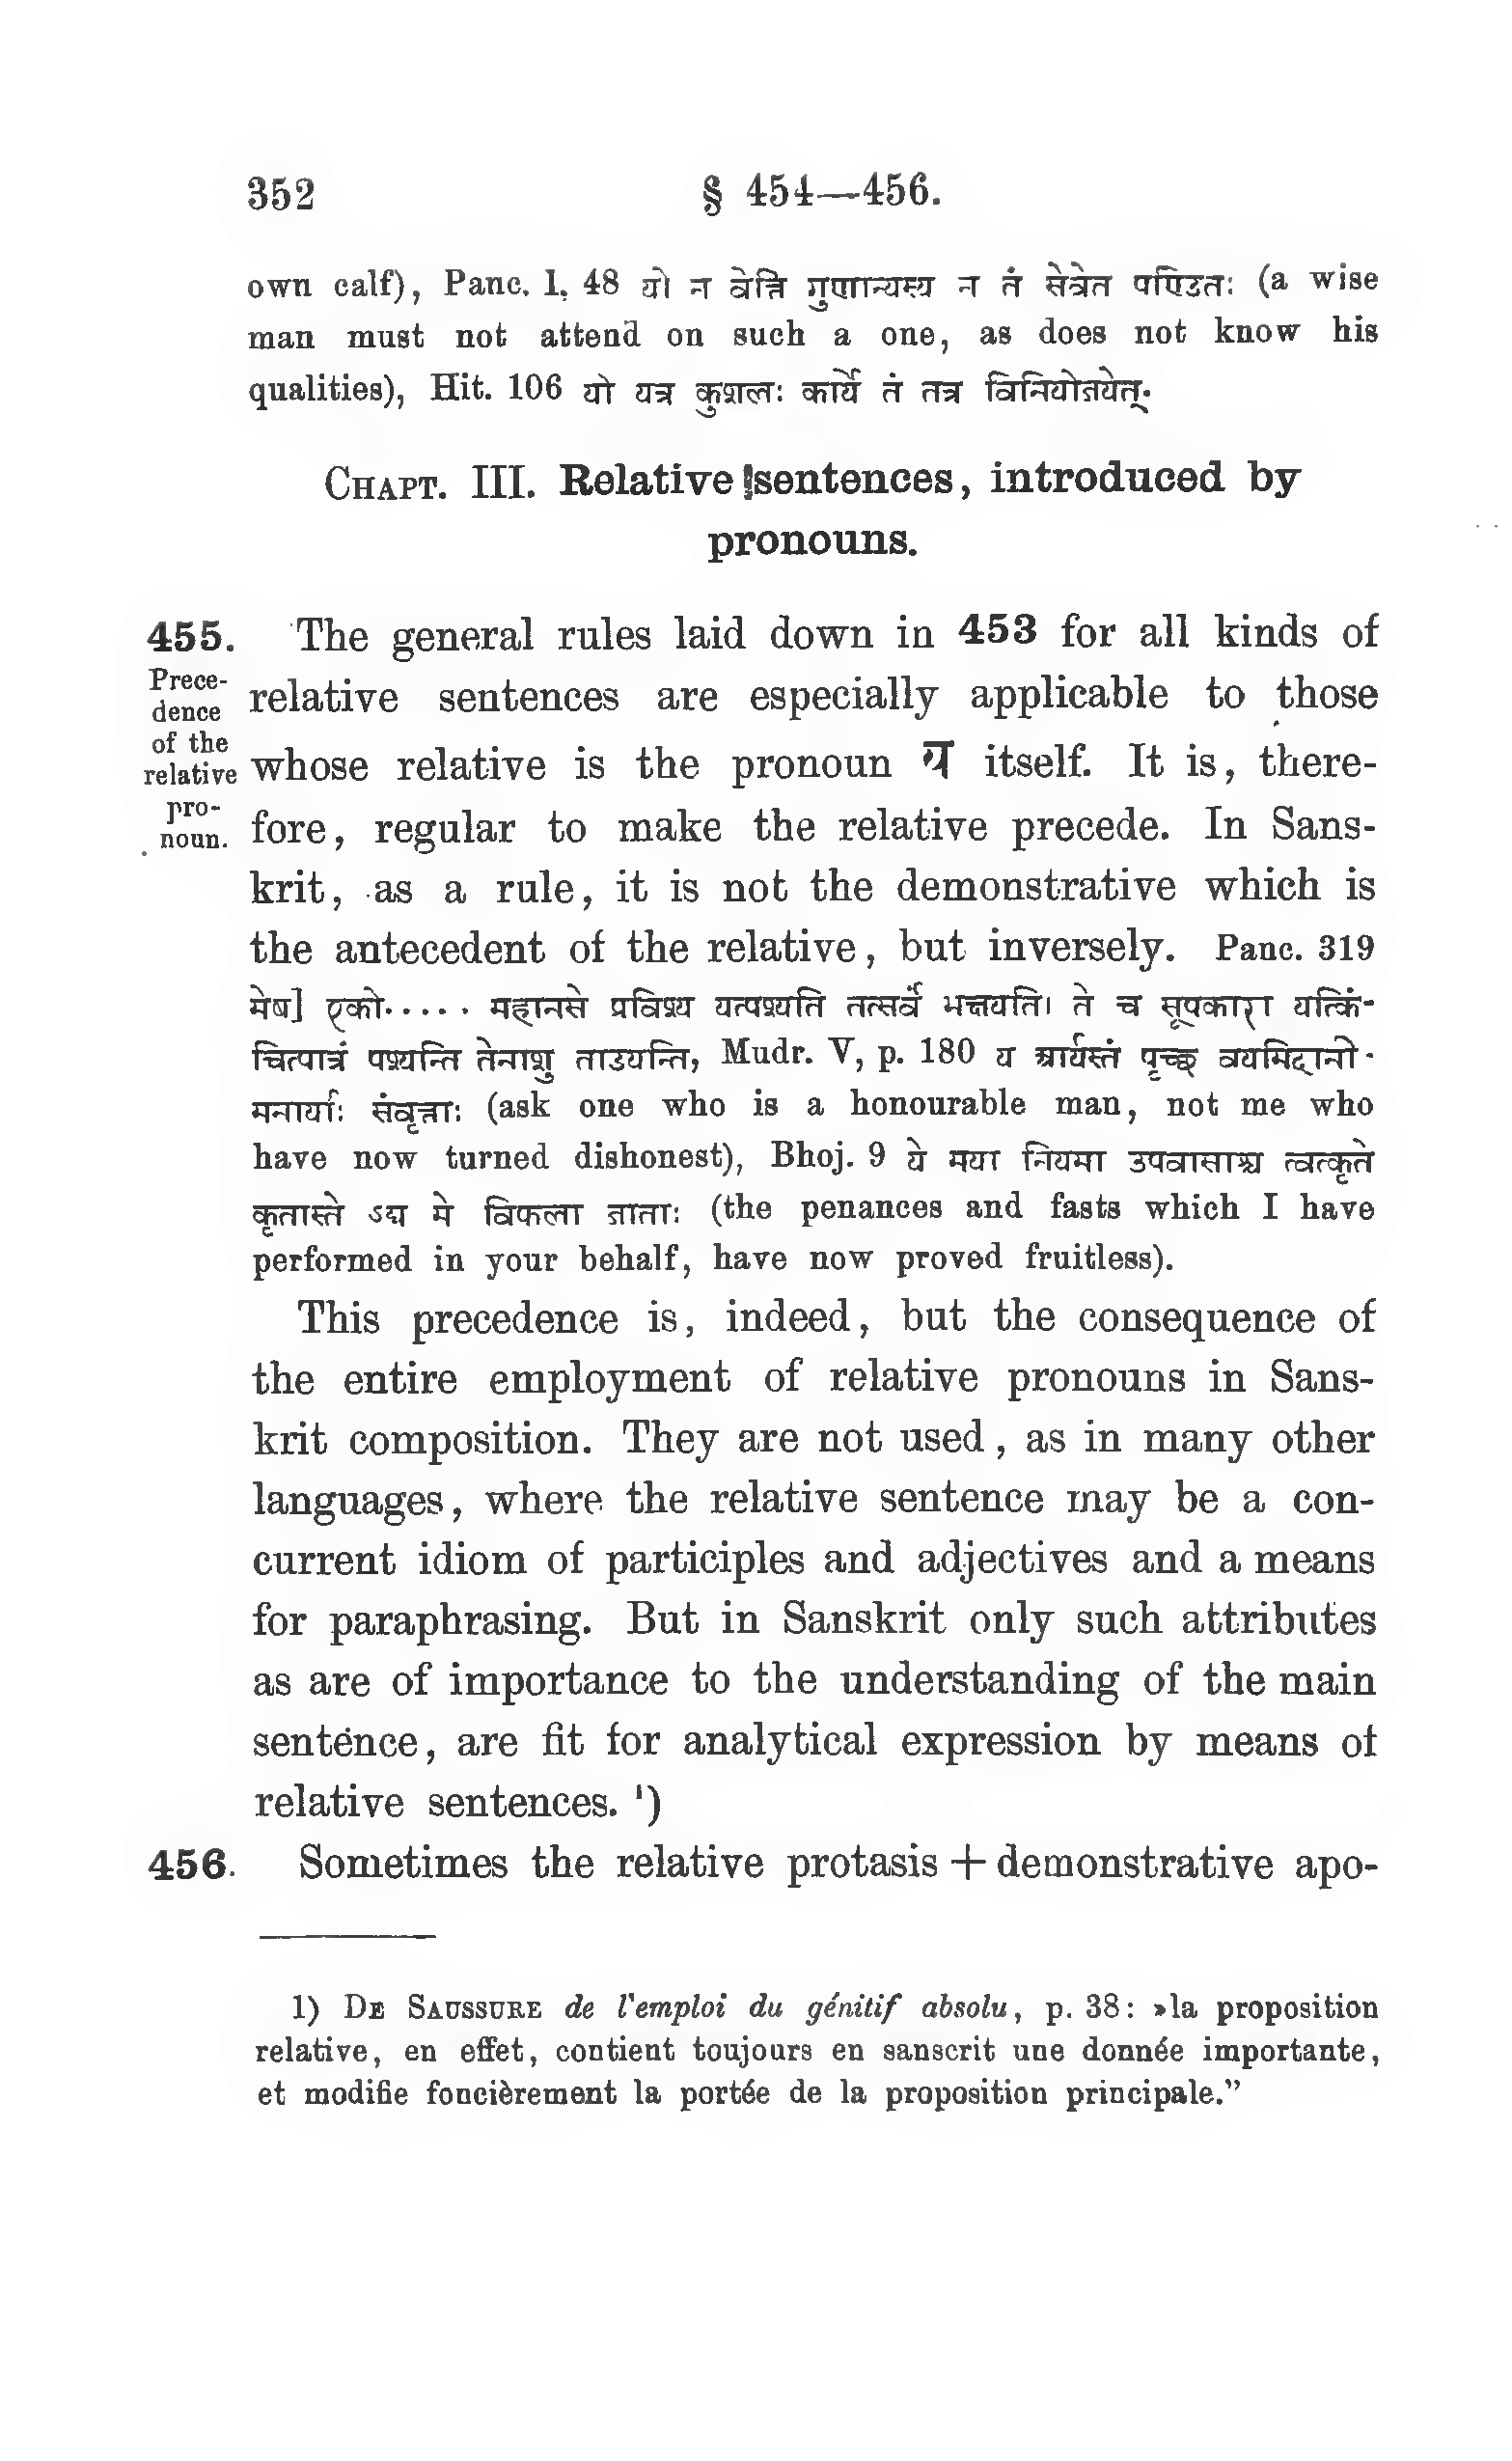 352 § 454—456.
own calf), Panc. I, 48 यो न वेत्ति गुणान्यस्य न तं सेवेत पण्डितः (a wise
man must not attend on such a one, as does not know his
qualities), Hit. 106 यो यत्र कुशलः कार्ये तं तत्र विनियोजयेत्.
CHAPT. III. Relative sentences, introduced by
pronouns.
455. The general rules laid down in 453 for all kinds of
Prece-
dence
of the
relative
pro-
noun.
relative sentences are especially applicable to those
whose relative is the pronoun य itself. It is, there-
fore, regular to make the relative precede. In Sans-
krit, as a rule, it is not the demonstrative which is
the antecedent of the relative, but inversely. Panc. 319
मेष] एको..... महानसे प्रविश्य यत्पश्यति तत्सर्वं भक्षयति। ते च सूपकारा यत्किं-
चित्पात्रं पश्यन्ति तेनाशु ताडयन्ति, Mudr. V, p. 180 य आर्यस्तं पृच्छ वयमिदानी-
मनार्याः संवृत्ताः (ask one who is a honourable man, not me who
have now turned dishonest), Bhoj. 9 ये मया नियमा उपवासाश्च त्वत्कृते
कृतास्ते ऽद्य मे विफला जाताः (the penances and fasts which I have
performed in your behalf, have now proved fruitless).
This precedence is, indeed, but the consequence of
the entire employment of relative pronouns in Sans-
krit composition. They are not used, as in many other
languages, where the relative sentence may be a con-
current idiom of participles and adjectives and a means
for paraphrasing. But in Sanskrit only such attributes
as are of importance to the understanding of the main
sentence, are fit for analytical expression by means of
relative sentences. ¹)
456. Sometimes the relative protasis + demonstrative apo-
1) DE SAUSSURE de l'emploi du génitif absolu, p. 38: »la proposition
relative, en effet, contient toujours en sanscrit une donnée importante,
et modifie foncièrement la portée de la proposition principale."